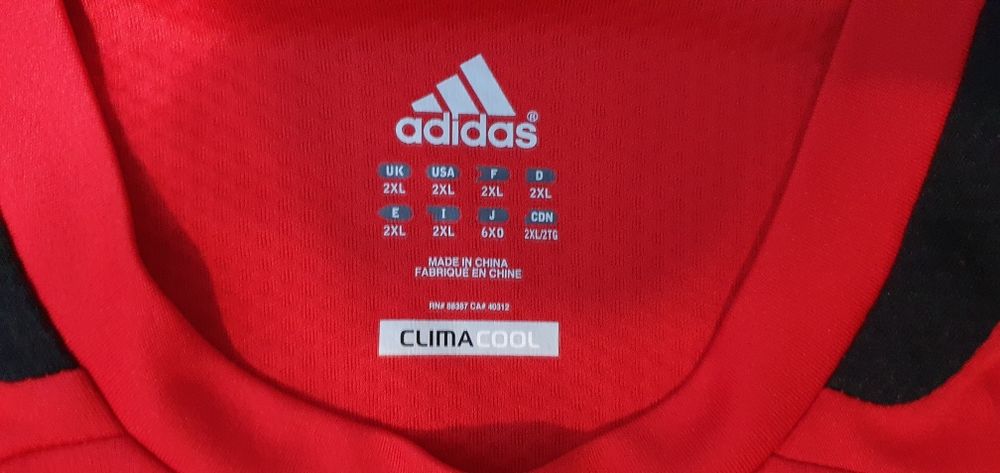 adidas®
UK USA F D
2XL 2XL 2XL 2XL
E I J CDN
2XL 2XL 6XO 2XL/2TG
MADE IN CHINA
FABRIQUÉ EN CHINE
RN# 88387 CA# 40312
CLIMACOOL